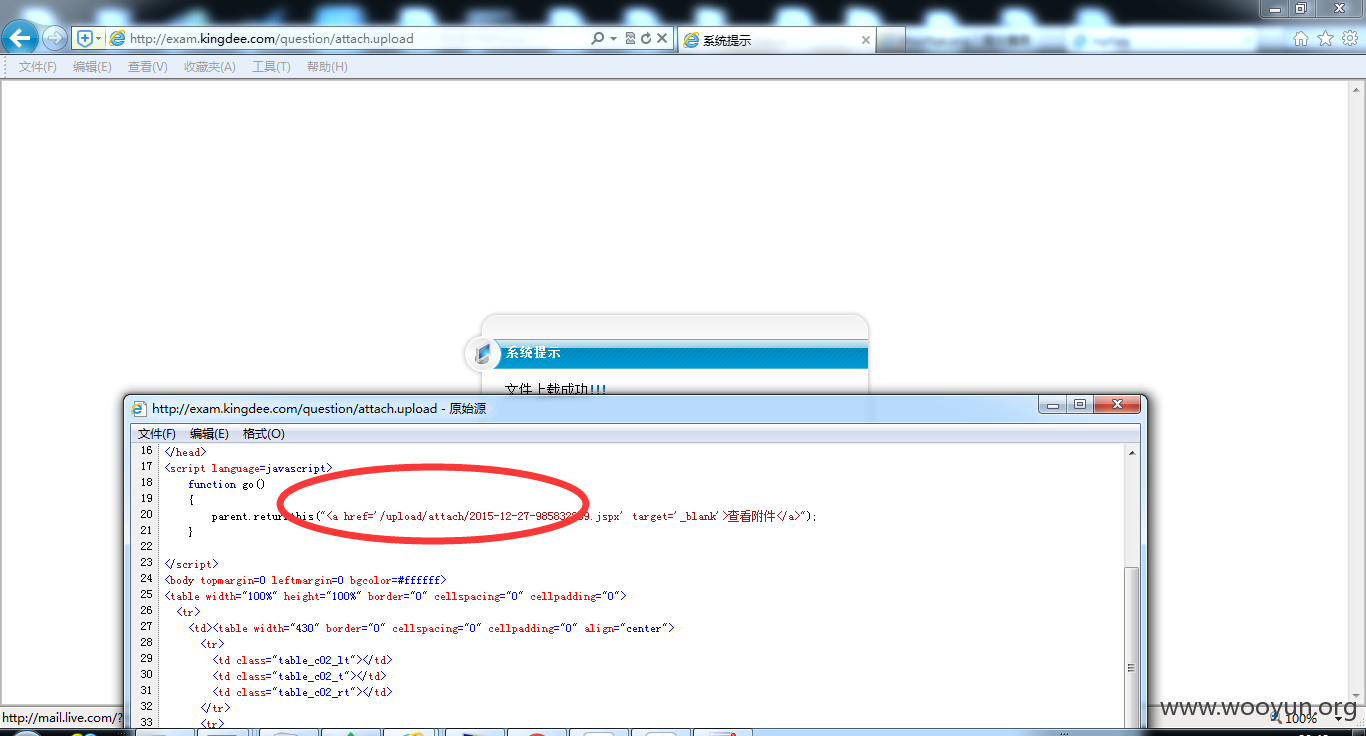 http://exam.kingdee.com/question/attach.upload
系统提示
文件(F) 编辑(E) 查看(V) 收藏夹(A) 工具(T) 帮助(H)
系统提示
文件上载成功!!!
http://exam.kingdee.com/question/attach.upload - 原始源
文件(F) 编辑(E) 格式(O)
16 </head>
17 <script language=javascript>
18 function go()
19 {
20 parent.returnthis("<a href='/upload/attach/2015-12-27-985832 .jspx' target='_blank'>查看附件</a>");
21 }
22
23 </script>
24 <body topmargin=0 leftmargin=0 bgcolor=#ffffff>
25 <table width="100%" height="100%" border="0" cellspacing="0" cellpadding="0">
26 <tr>
27 <td><table width="430" border="0" cellspacing="0" cellpadding="0" align="center">
28 <tr>
29 <td class="table_c02_lt"></td>
30 <td class="table_c02_t"></td>
31 <td class="table_c02_rt"></td>
32 </tr>
33 <tr>
http://mail.live.com/?
www.wooyun.org
100%